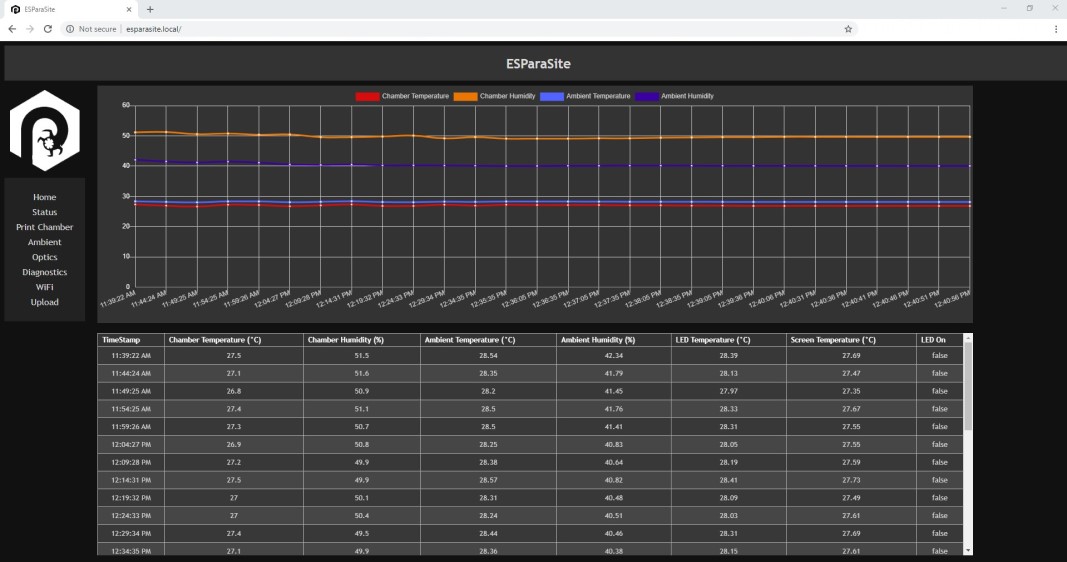 ESParaSite
Not secure | esparasite.local/
ESParaSite
Home
Status
Print Chamber
Ambient
Optics
Diagnostics
WiFi
Upload
Chamber Temperature Chamber Humidity Ambient Temperature Ambient Humidity
60
50
40
30
20
10
0
11:39:22 AM 11:44:24 AM 11:49:25 AM 11:54:25 AM 11:59:26 AM 12:04:27 PM 12:09:28 PM 12:14:31 PM 12:19:32 PM 12:24:33 PM 12:29:34 PM 12:34:35 PM 12:35:35 PM 12:36:05 PM 12:36:35 PM 12:37:05 PM 12:37:35 PM 12:38:05 PM 12:38:35 PM 12:39:05 PM 12:39:36 PM 12:40:06 PM 12:40:31 PM 12:40:36 PM 12:40:41 PM 12:40:46 PM 12:40:51 PM 12:40:56 PM
TimeStamp Chamber Temperature (°C) Chamber Humidity (%) Ambient Temperature (°C) Ambient Humidity (%) LED Temperature (°C) Screen Temperature (°C) LED On
11:39:22 AM 27.5 51.5 28.54 42.34 28.39 27.69 false
11:44:24 AM 27.1 51.6 28.35 41.79 28.13 27.47 false
11:49:25 AM 26.8 50.9 28.2 41.45 27.97 27.35 false
11:54:25 AM 27.4 51.1 28.5 41.76 28.33 27.67 false
11:59:26 AM 27.3 50.7 28.5 41.41 28.31 27.55 false
12:04:27 PM 26.9 50.8 28.25 40.83 28.05 27.55 false
12:09:28 PM 27.2 49.9 28.38 40.64 28.19 27.59 false
12:14:31 PM 27.5 49.9 28.57 40.82 28.41 27.73 false
12:19:32 PM 27 50.1 28.31 40.48 28.09 27.49 false
12:24:33 PM 27 50.4 28.24 40.51 28.03 27.61 false
12:29:34 PM 27.4 49.5 28.44 40.46 28.31 27.69 false
12:34:35 PM 27.1 49.9 28.36 40.38 28.15 27.61 false